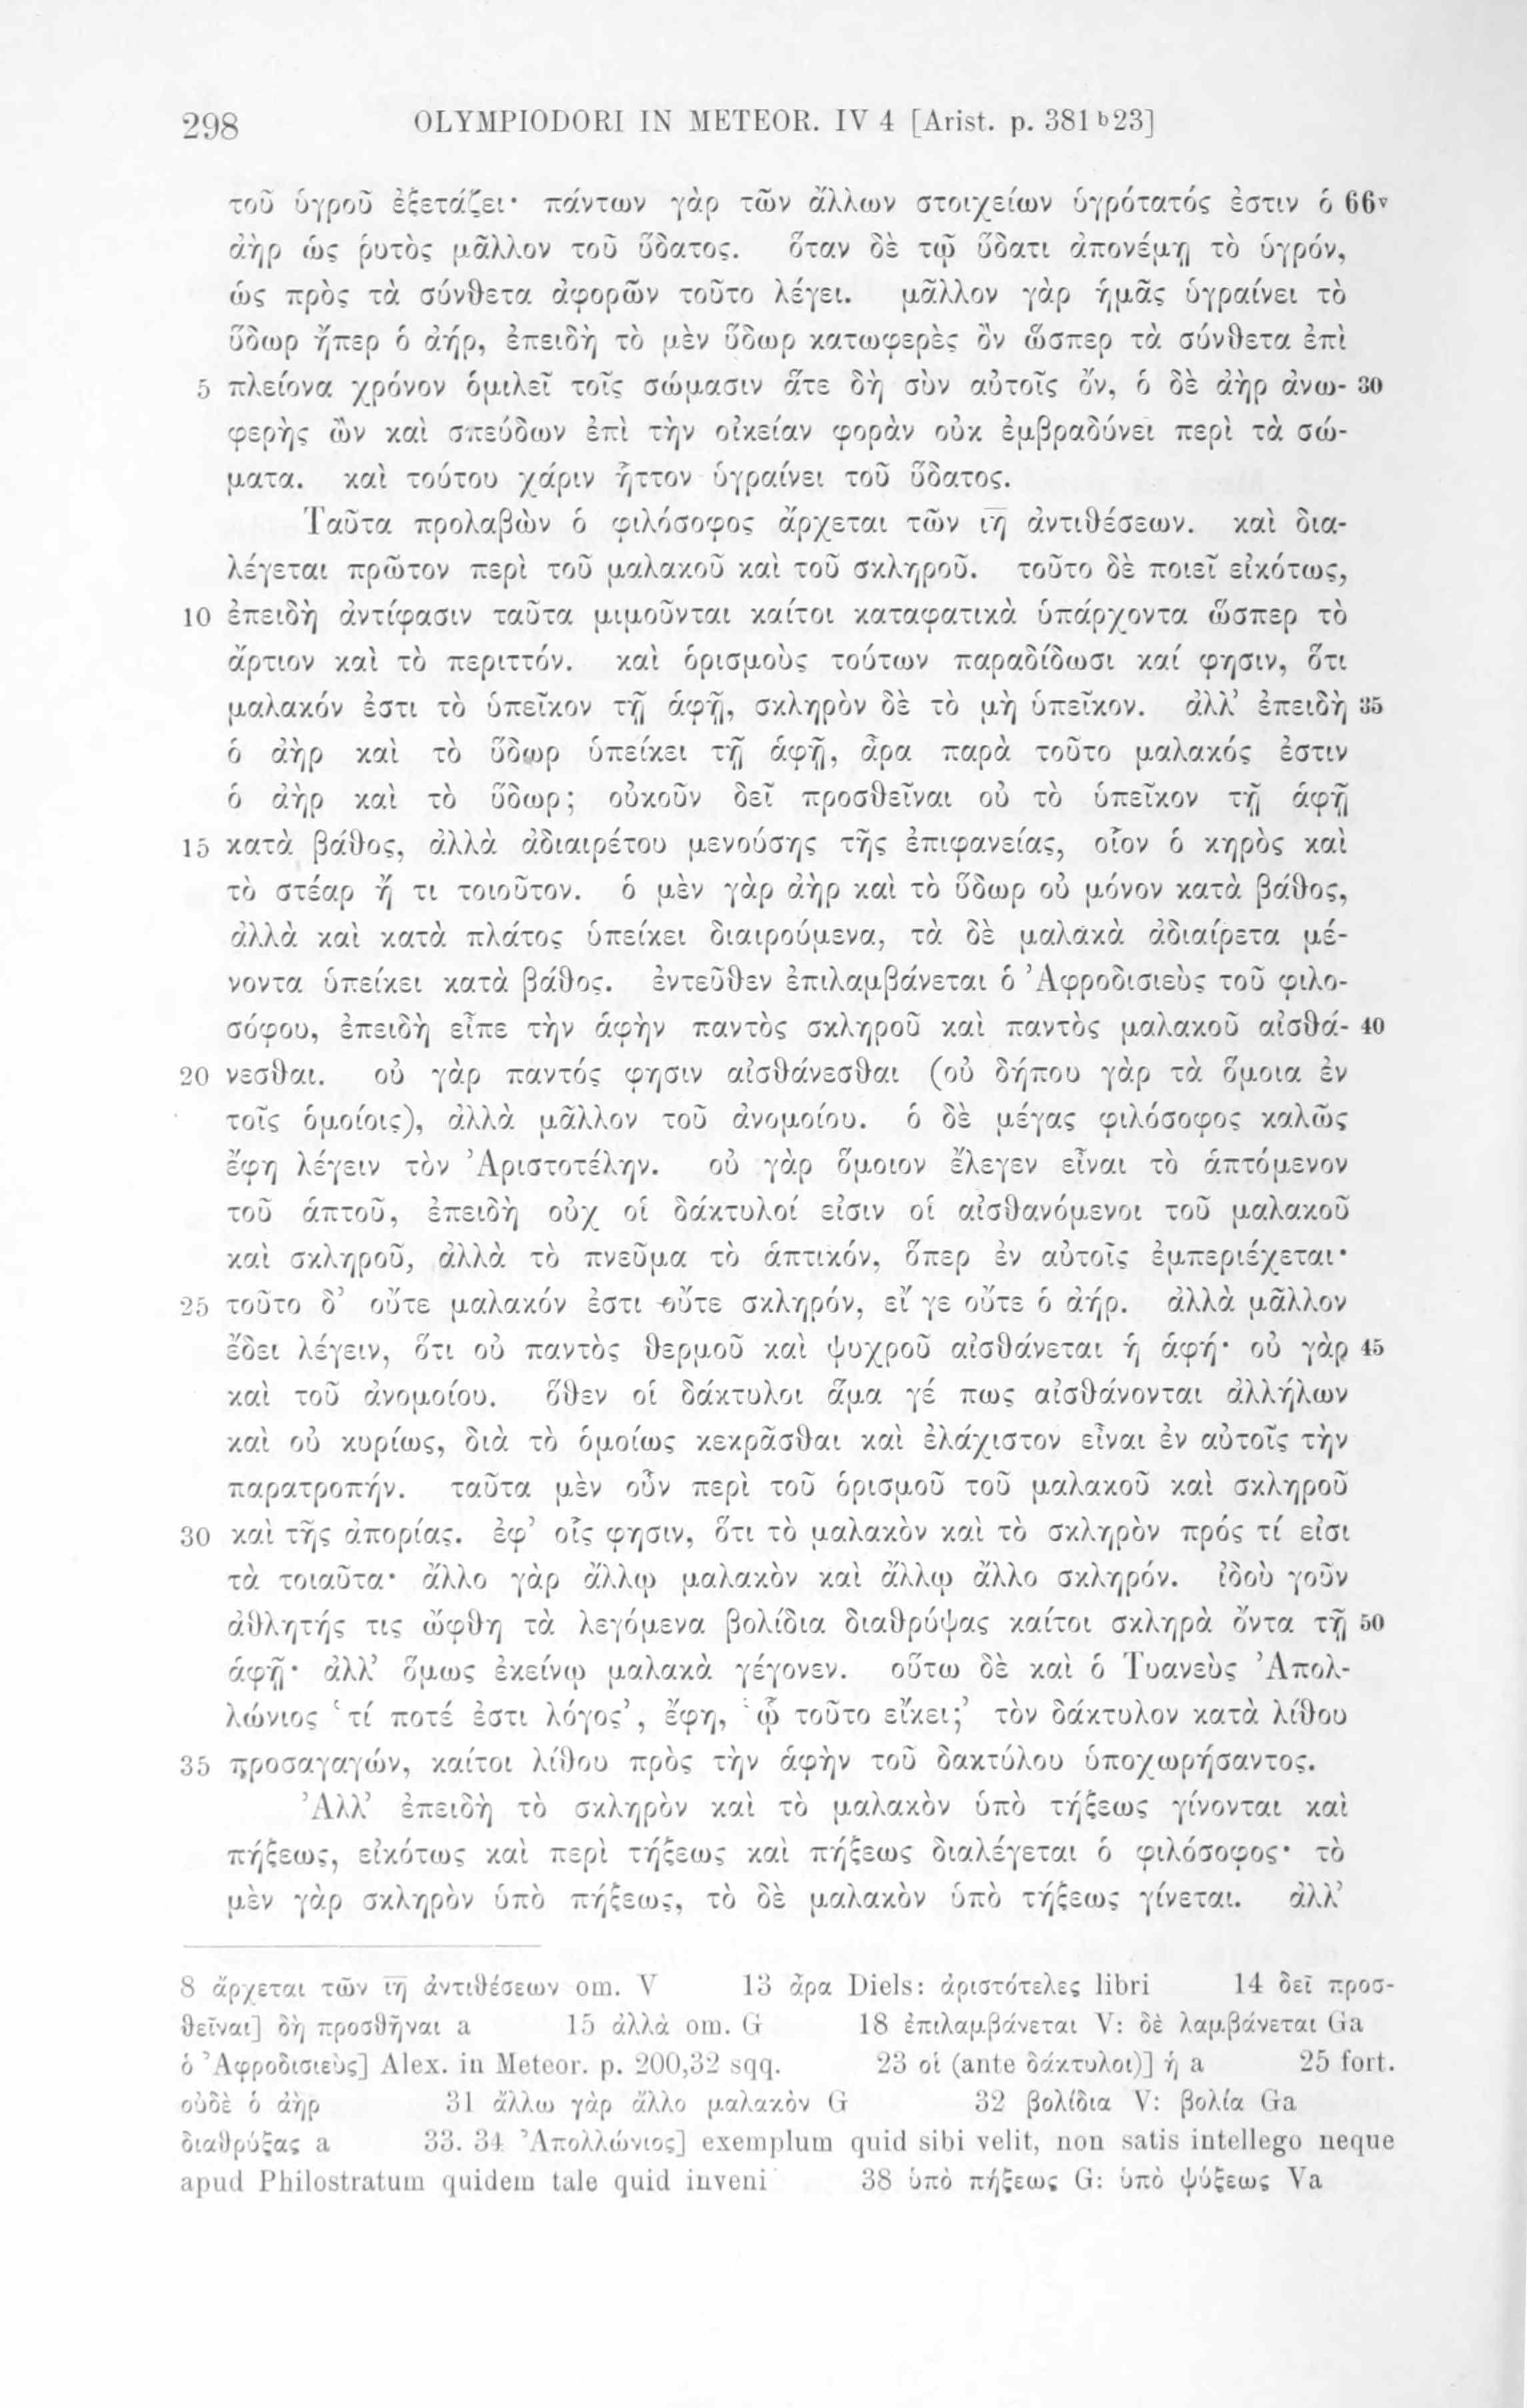 298 OLYMPIODORI IN METEOR. IV 4 [Arist. p. 381 b 23]
τοῦ ὑγροῦ ἐξετάζει· πάντων γὰρ τῶν ἄλλων στοιχείων ὑγρότατός ἐστιν ὁ 66v
ἀὴρ ὡς ῥυτὸς μᾶλλον τοῦ ὕδατος. ὅταν δὲ τῷ ὕδατι ἀπονέμῃ τὸ ὑγρόν,
ὡς πρὸς τὰ σύνθετα ἀφορῶν τοῦτο λέγει. μᾶλλον γὰρ ἡμᾶς ὑγραίνει τὸ
ὕδωρ ἤπερ ὁ ἀήρ, ἐπειδὴ τὸ μὲν ὕδωρ κατωφερὲς ὂν ὥσπερ τὰ σύνθετα ἐπὶ
5 πλείονα χρόνον ὁμιλεῖ τοῖς σώμασιν ἅτε δὴ σὺν αὐτοῖς ὄν, ὁ δὲ ἀὴρ ἀνω- 30
φερὴς ὢν καὶ σπεύδων ἐπὶ τὴν οἰκείαν φορὰν οὐκ ἐμβραδύνει περὶ τὰ σώ-
ματα. καὶ τούτου χάριν ἧττον ὑγραίνει τοῦ ὕδατος.
Ταῦτα προλαβὼν ὁ φιλόσοφος ἄρχεται τῶν ιη ἀντιθέσεων. καὶ δια-
λέγεται πρῶτον περὶ τοῦ μαλακοῦ καὶ τοῦ σκληροῦ. τοῦτο δὲ ποιεῖ εἰκότως,
10 ἐπειδὴ ἀντίφασιν ταῦτα μιμοῦνται καίτοι καταφατικὰ ὑπάρχοντα ὥσπερ τὸ
ἄρτιον καὶ τὸ περιττόν. καὶ ὁρισμοὺς τούτων παραδίδωσι καί φησιν, ὅτι
μαλακόν ἐστι τὸ ὑπεῖκον τῇ ἁφῇ, σκληρὸν δὲ τὸ μὴ ὑπεῖκον. ἀλλ’ ἐπειδὴ 35
ὁ ἀὴρ καὶ τὸ ὕδωρ ὑπείκει τῇ ἁφῇ, ἆρα παρὰ τοῦτο μαλακός ἐστιν
ὁ ἀὴρ καὶ τὸ ὕδωρ; οὐκοῦν δεῖ προσθεῖναι οὐ τὸ ὑπεῖκον τῇ ἁφῇ
15 κατὰ βάθος, ἀλλὰ ἀδιαιρέτου μενούσης τῆς ἐπιφανείας, οἷον ὁ κηρὸς καὶ
τὸ στέαρ ἤ τι τοιοῦτον. ὁ μὲν γὰρ ἀὴρ καὶ τὸ ὕδωρ οὐ μόνον κατὰ βάθος,
ἀλλὰ καὶ κατὰ πλάτος ὑπείκει διαιρούμενα, τὰ δὲ μαλακὰ ἀδιαίρετα μέ-
νοντα ὑπείκει κατὰ βάθος. ἐντεῦθεν ἐπιλαμβάνεται ὁ Ἀφροδισιεὺς τοῦ φιλο-
σόφου, ἐπειδὴ εἶπε τὴν ἁφὴν παντὸς σκληροῦ καὶ παντὸς μαλακοῦ αἰσθά- 40
20 νεσθαι. οὐ γὰρ παντός φησιν αἰσθάνεσθαι (οὐ δήπου γὰρ τὰ ὅμοια ἐν
τοῖς ὁμοίοις), ἀλλὰ μᾶλλον τοῦ ἀνομοίου. ὁ δὲ μέγας φιλόσοφος καλῶς
ἔφη λέγειν τὸν Ἀριστοτέλην. οὐ γὰρ ὅμοιον ἔλεγεν εἶναι τὸ ἁπτόμενον
τοῦ ἁπτοῦ, ἐπειδὴ οὐχ οἱ δάκτυλοί εἰσιν οἱ αἰσθανόμενοι τοῦ μαλακοῦ
καὶ σκληροῦ, ἀλλὰ τὸ πνεῦμα τὸ ἁπτικόν, ὅπερ ἐν αὐτοῖς ἐμπεριέχεται·
25 τοῦτο δ’ οὔτε μαλακόν ἐστι οὔτε σκληρόν, εἴ γε οὔτε ὁ ἀήρ. ἀλλὰ μᾶλλον
ἔδει λέγειν, ὅτι οὐ παντὸς θερμοῦ καὶ ψυχροῦ αἰσθάνεται ἡ ἁφή· οὐ γὰρ 45
καὶ τοῦ ἀνομοίου. ὅθεν οἱ δάκτυλοι ἅμα γέ πως αἰσθάνονται ἀλλήλων
καὶ οὐ κυρίως, διὰ τὸ ὁμοίως κεκρᾶσθαι καὶ ἐλάχιστον εἶναι ἐν αὐτοῖς τὴν
παρατροπήν. ταῦτα μὲν οὖν περὶ τοῦ ὁρισμοῦ τοῦ μαλακοῦ καὶ σκληροῦ
30 καὶ τῆς ἀπορίας. ἐφ’ οἷς φησιν, ὅτι τὸ μαλακὸν καὶ τὸ σκληρὸν πρός τί εἰσι
τὰ τοιαῦτα· ἄλλο γὰρ ἄλλῳ μαλακὸν καὶ ἄλλῳ ἄλλο σκληρόν. ἰδοὺ γοῦν
ἀθλητής τις ὤφθη τὰ λεγόμενα βολίδια διαθρύψας καίτοι σκληρὰ ὄντα τῇ 50
ἁφῇ· ἀλλ’ ὅμως ἐκείνῳ μαλακὰ γέγονεν. οὕτω δὲ καὶ ὁ Τυανεὺς Ἀπολ-
λώνιος ‘τί ποτέ ἐστι λόγος’, ἔφη, ‘ᾧ τοῦτο εἴκει;’ τὸν δάκτυλον κατὰ λίθου
35 προσαγαγών, καίτοι λίθου πρὸς τὴν ἁφὴν τοῦ δακτύλου ὑποχωρήσαντος.
Ἀλλ’ ἐπειδὴ τὸ σκληρὸν καὶ τὸ μαλακὸν ὑπὸ τήξεως γίνονται καὶ
πήξεως, εἰκότως καὶ περὶ τήξεως καὶ πήξεως διαλέγεται ὁ φιλόσοφος· τὸ
μὲν γὰρ σκληρὸν ὑπὸ πήξεως, τὸ δὲ μαλακὸν ὑπὸ τήξεως γίνεται. ἀλλ’
8 ἄρχεται τῶν ιη ἀντιθέσεων om. V 13 ἆρα Diels: ἀριστότελες libri 14 δεῖ προσ-
θεῖναι] δὴ προσθῆναι a 15 ἀλλὰ om. G 18 ἐπιλαμβάνεται V: δὲ λαμβάνεται Ga
ὁ Ἀφροδισιεὺς] Alex. in Meteor. p. 200,32 sqq. 23 οἱ (ante δάκτυλοι)] ἡ a 25 fort.
οὐδὲ ὁ ἀὴρ 31 ἄλλῳ γὰρ ἄλλο μαλακὸν G 32 βολίδια V: βολία Ga
διαθρύξας a 33. 34 Ἀπολλώνιος] exemplum quid sibi velit, non satis intellego neque
apud Philostratum quidem tale quid inveni 38 ὑπὸ πήξεως G: ὑπὸ ψύξεως Va